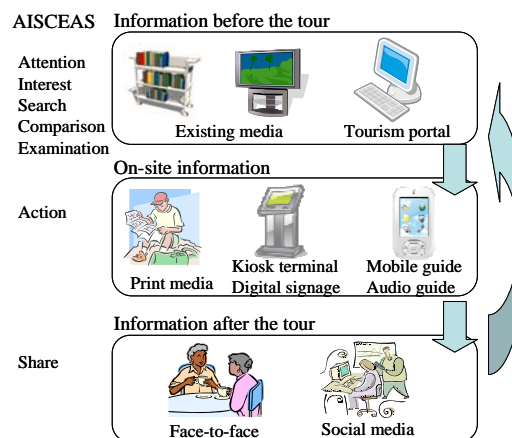 AISCEAS
Information before the tour
Attention
Interest
Search
Comparison
Examination
Existing media
Tourism portal
On-site information
Action
Print media
Kiosk terminal
Digital signage
Mobile guide
Audio guide
Information after the tour
Share
Face-to-face
Social media